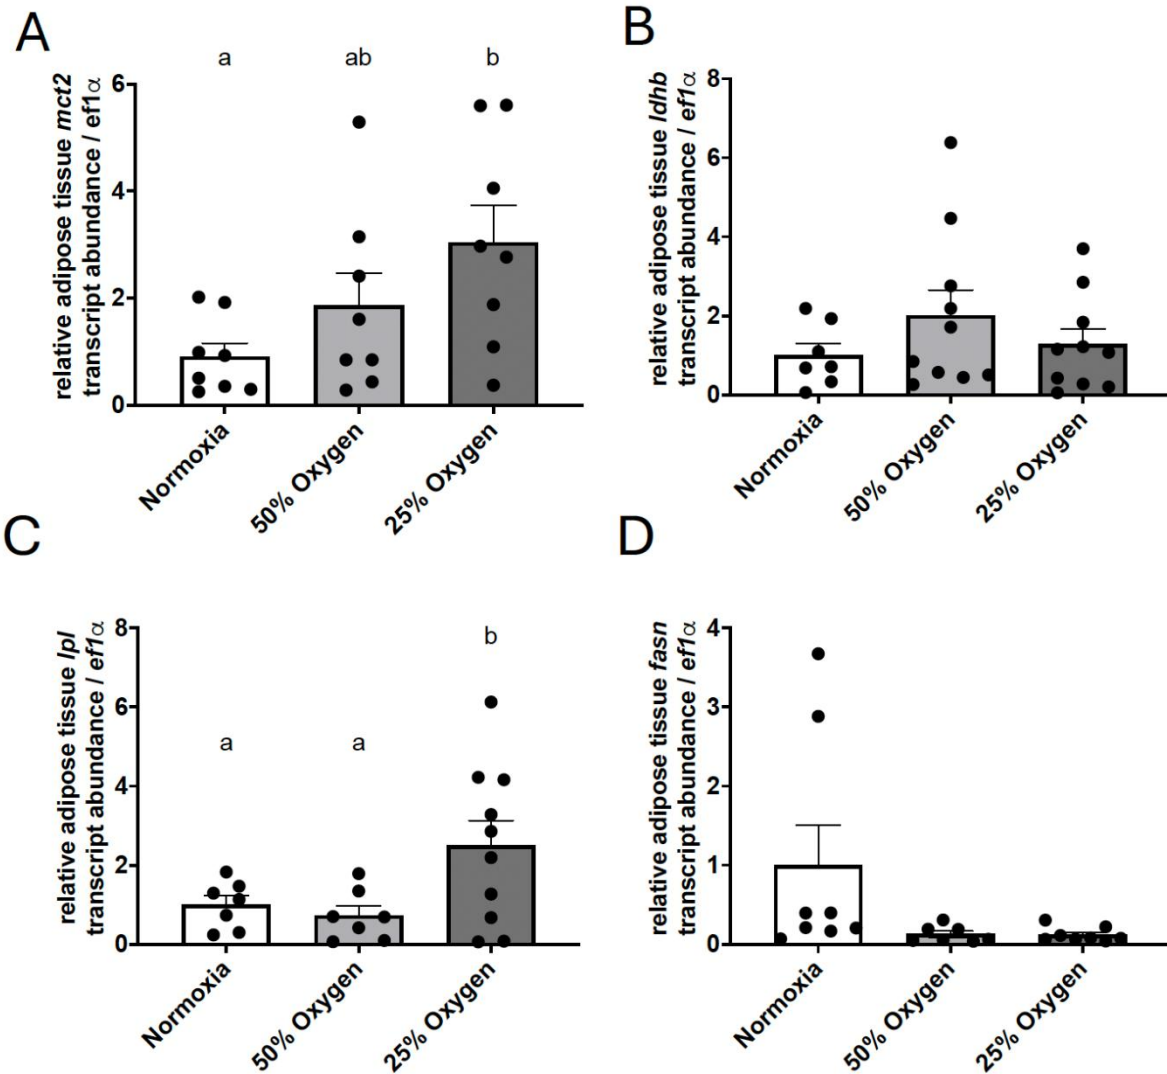 A
a ab b
relative adipose tissue mct2
transcript abundance / ef1α
6
4
2
0
Normoxia
50% Oxygen
25% Oxygen
B
relative adipose tissue ldhb
transcript abundance / ef1α
8
6
4
2
0
Normoxia
50% Oxygen
25% Oxygen
C
a a b
relative adipose tissue lpl
transcript abundance / ef1α
8
6
4
2
0
Normoxia
50% Oxygen
25% Oxygen
D
relative adipose tissue fasn
transcript abundance / ef1α
4
3
2
1
0
Normoxia
50% Oxygen
25% Oxygen